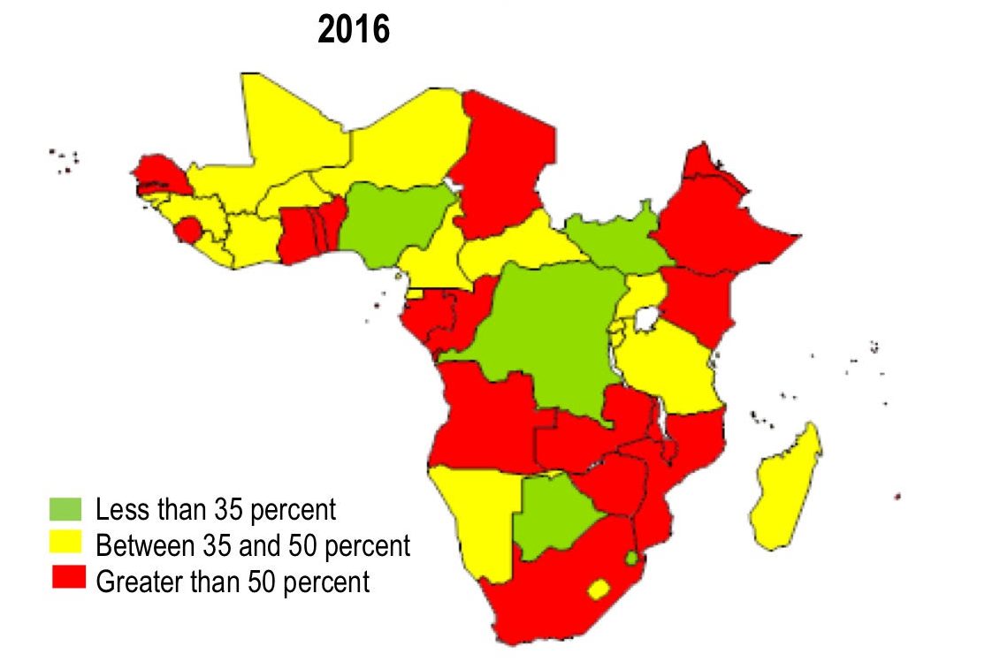 2016
Less than 35 percent
Between 35 and 50 percent
Greater than 50 percent